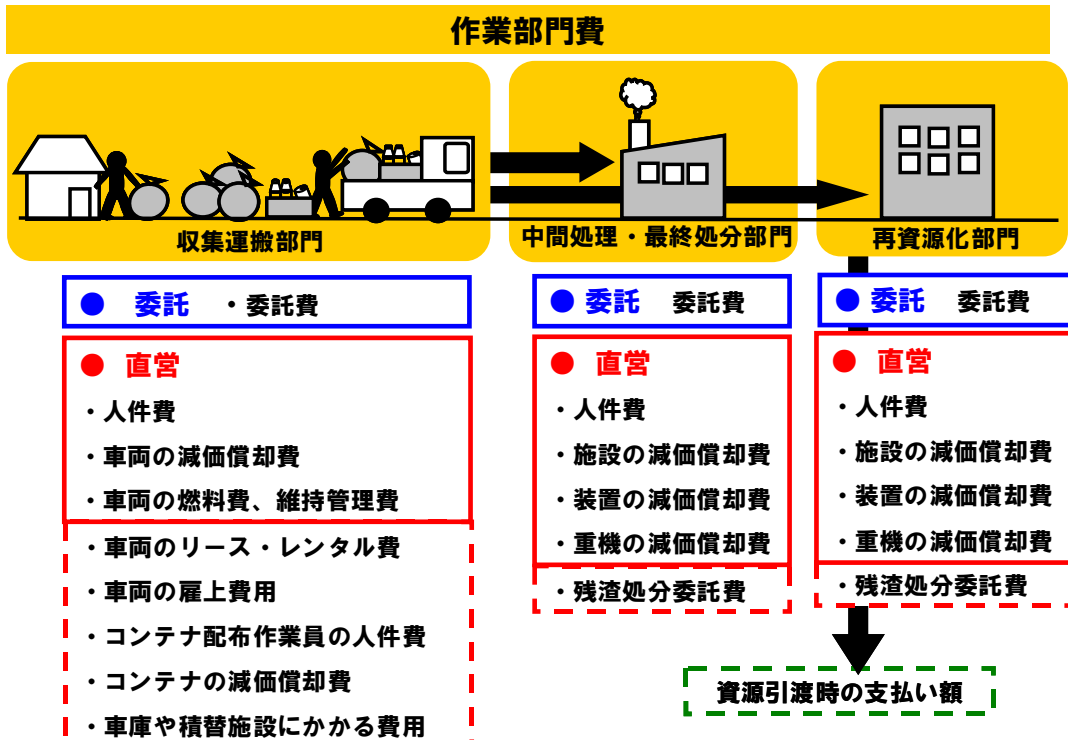 作業部門費
収集運搬部門
● 委託 ・委託費
● 直営
・人件費
・車両の減価償却費
・車両の燃料費、維持管理費
・車両のリース・レンタル費
・車両の雇上費用
・コンテナ配布作業員の人件費
・コンテナの減価償却費
・車庫や積替施設にかかる費用
中間処理・最終処分部門
● 委託 委託費
● 直営
・人件費
・施設の減価償却費
・装置の減価償却費
・重機の減価償却費
・残渣処分委託費
再資源化部門
● 委託 委託費
● 直営
・人件費
・施設の減価償却費
・装置の減価償却費
・重機の減価償却費
・残渣処分委託費
資源引渡時の支払い額